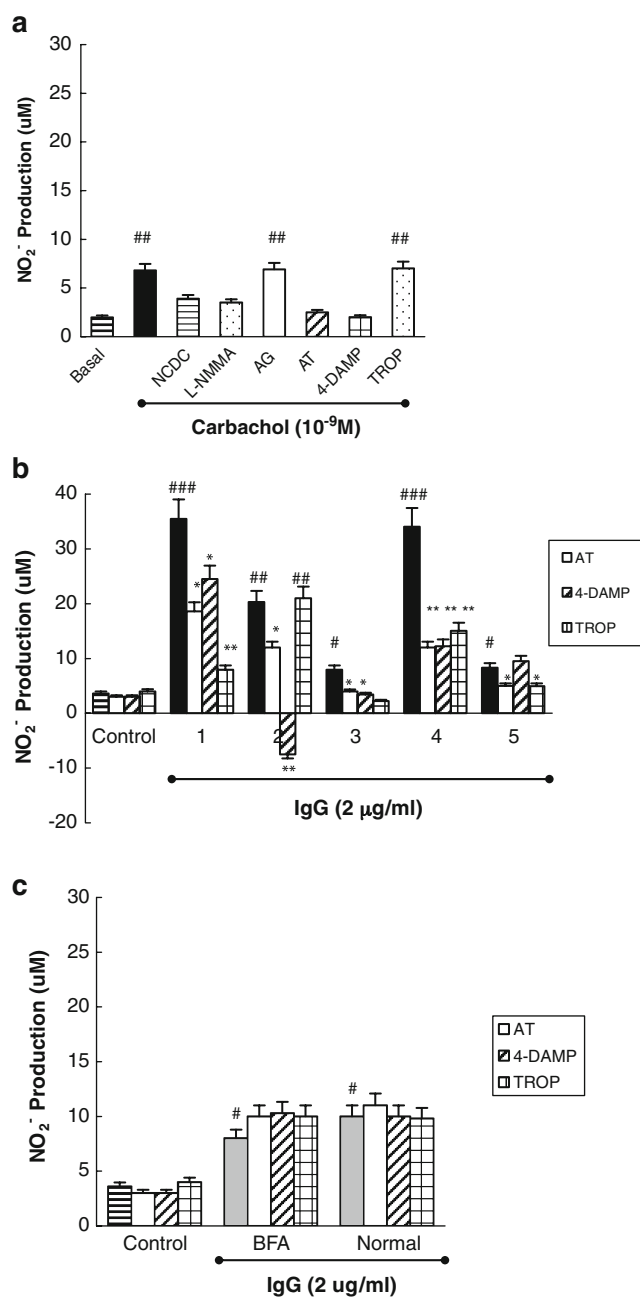 a
NO₂⁻ Production (uM)
30
25
20
15
10
5
0
## ## ##
Basal NCDC L-NMMA AG AT 4-DAMP TROP
Carbachol (10⁻⁹M)
b
NO₂⁻ Production (uM)
40
30
20
10
0
-10
-20
###
*
*
**
##
*
**
##
#
*
*
###
** ** **
#
*
*
Control 1 2 3 4 5
IgG (2 μg/ml)
AT
4-DAMP
TROP
c
NO₂⁻ Production (uM)
30
25
20
15
10
5
0
# #
Control BFA Normal
IgG (2 ug/ml)
AT
4-DAMP
TROP